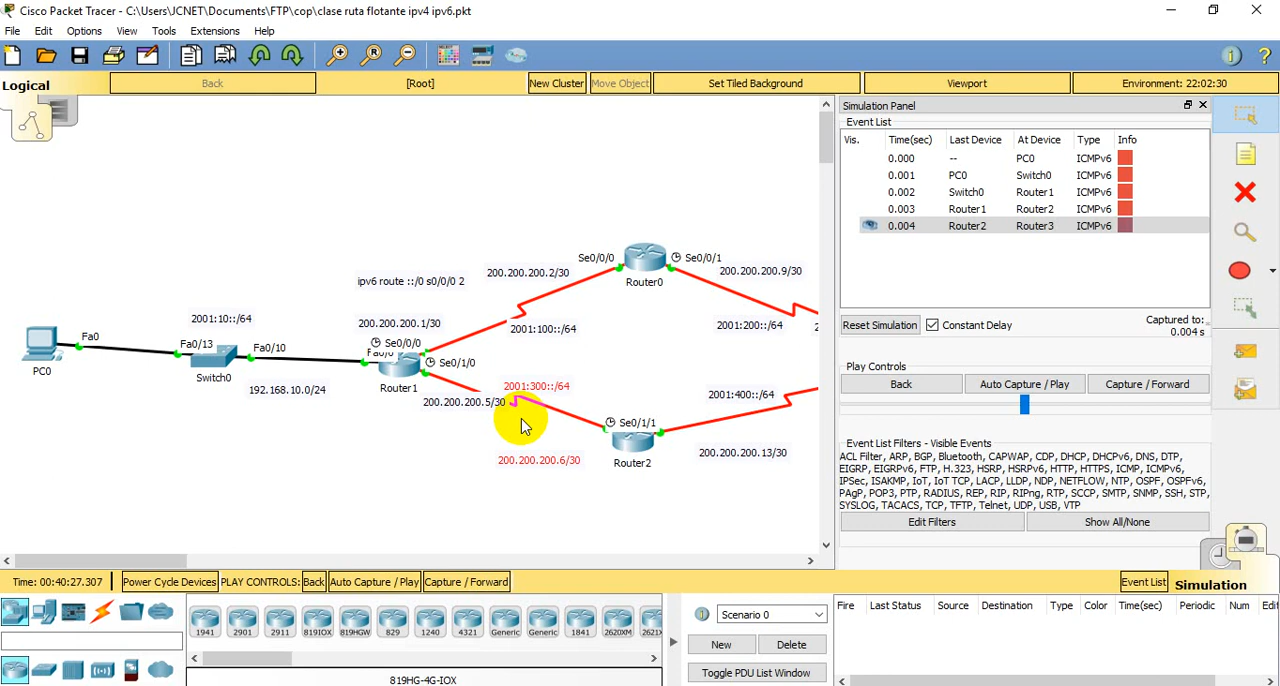 Cisco Packet Tracer - C:\Users\JCNET\Documents\FTP\cop\clase ruta flotante ipv4 ipv6.pkt
File Edit Options View Tools Extensions Help
Logical Back [Root] New Cluster Move Object Set Tiled Background Viewport Environment: 22:02:30
Simulation Panel
Event List
Vis. Time(sec) Last Device At Device Type Info
0.000 -- PC0 ICMPv6
0.001 PC0 Switch0 ICMPv6
0.002 Switch0 Router1 ICMPv6
0.003 Router1 Router2 ICMPv6
0.004 Router2 Router3 ICMPv6
Reset Simulation Constant Delay Captured to:
0.004 s
Play Controls
Back Auto Capture / Play Capture / Forward
Event List Filters - Visible Events
ACL Filter, ARP, BGP, Bluetooth, CAPWAP, CDP, DHCP, DHCPv6, DNS, DTP,
EIGRP, EIGRPv6, FTP, H.323, HSRP, HSRPv6, HTTP, HTTPS, ICMP, ICMPv6,
IPSec, ISAKMP, IoT, IoT TCP, LACP, LLDP, NDP, NETFLOW, NTP, OSPF, OSPFv6,
PAgP, POP3, PTP, RADIUS, REP, RIP, RIPng, RTP, SCCP, SMTP, SNMP, SSH, STP,
SYSLOG, TACACS, TCP, TFTP, Telnet, UDP, USB, VTP
Edit Filters Show All/None
Se0/0/0 Se0/0/1
200.200.200.2/30 200.200.200.9/30
Router0
ipv6 route ::/0 s0/0/0 2
2001:10::/64
200.200.200.1/30 2001:100::/64 2001:200::/64
Fa0 Fa0/13 Fa0/10 Se0/0/0
Se0/1/0
PC0 Switch0 Router1
192.168.10.0/24
2001:300::/64 2001:400::/64
200.200.200.5/30
Se0/1/1
200.200.200.6/30 Router2 200.200.200.13/30
Time: 00:40:27.307 Power Cycle Devices PLAY CONTROLS: Back Auto Capture / Play Capture / Forward Event List Simulation
1941 2901 2911 819IOX 819HGW 829 1240 4321 Generic Generic 1841 2620XM
819HG-4G-IOX
Scenario 0
New Delete
Toggle PDU List Window
Fire Last Status Source Destination Type Color Time(sec) Periodic Num